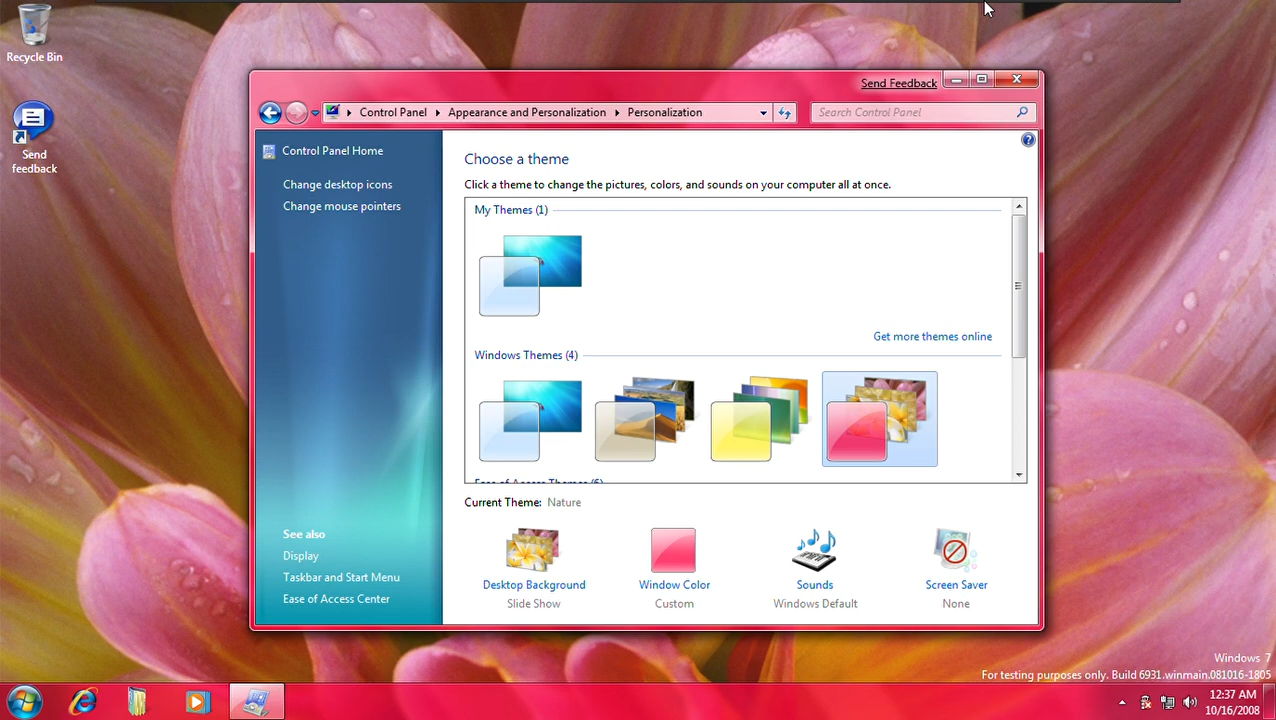 Recycle Bin
Send
feedback
Send Feedback
Control Panel
Appearance and Personalization
Personalization
Search Control Panel
Control Panel Home
Change desktop icons
Change mouse pointers
See also
Display
Taskbar and Start Menu
Ease of Access Center
Choose a theme
Click a theme to change the pictures, colors, and sounds on your computer all at once.
My Themes (1)
Get more themes online
Windows Themes (4)
Ease of Access Themes (6)
Current Theme: Nature
Desktop Background
Slide Show
Window Color
Custom
Sounds
Windows Default
Screen Saver
None
Windows 7
For testing purposes only. Build 6931.winmain.081016-1805
12:37 AM
10/16/2008